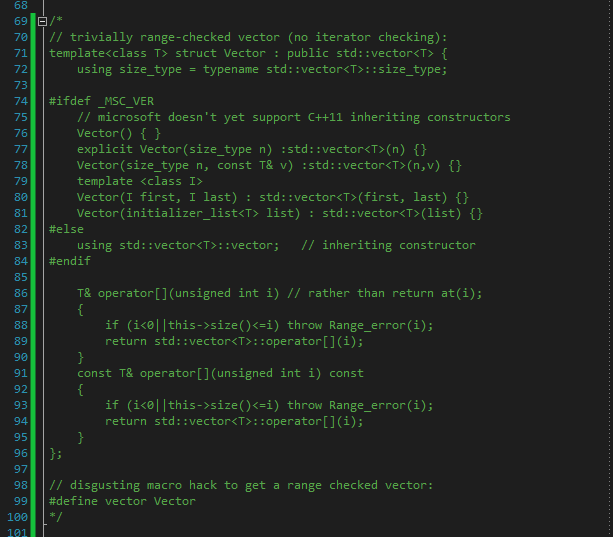 68
69 /*
70 // trivially range-checked vector (no iterator checking):
71 template<class T> struct Vector : public std::vector<T> {
72     using size_type = typename std::vector<T>::size_type;
73
74 #ifdef _MSC_VER
75     // microsoft doesn't yet support C++11 inheriting constructors
76     Vector() { }
77     explicit Vector(size_type n) :std::vector<T>(n) {}
78     Vector(size_type n, const T& v) :std::vector<T>(n,v) {}
79     template <class I>
80     Vector(I first, I last) : std::vector<T>(first, last) {}
81     Vector(initializer_list<T> list) : std::vector<T>(list) {}
82 #else
83     using std::vector<T>::vector;   // inheriting constructor
84 #endif
85
86     T& operator[](unsigned int i) // rather than return at(i);
87     {
88         if (i<0||this->size()<=i) throw Range_error(i);
89         return std::vector<T>::operator[](i);
90     }
91     const T& operator[](unsigned int i) const
92     {
93         if (i<0||this->size()<=i) throw Range_error(i);
94         return std::vector<T>::operator[](i);
95     }
96 };
97
98 // disgusting macro hack to get a range checked vector:
99 #define vector Vector
100 */
101